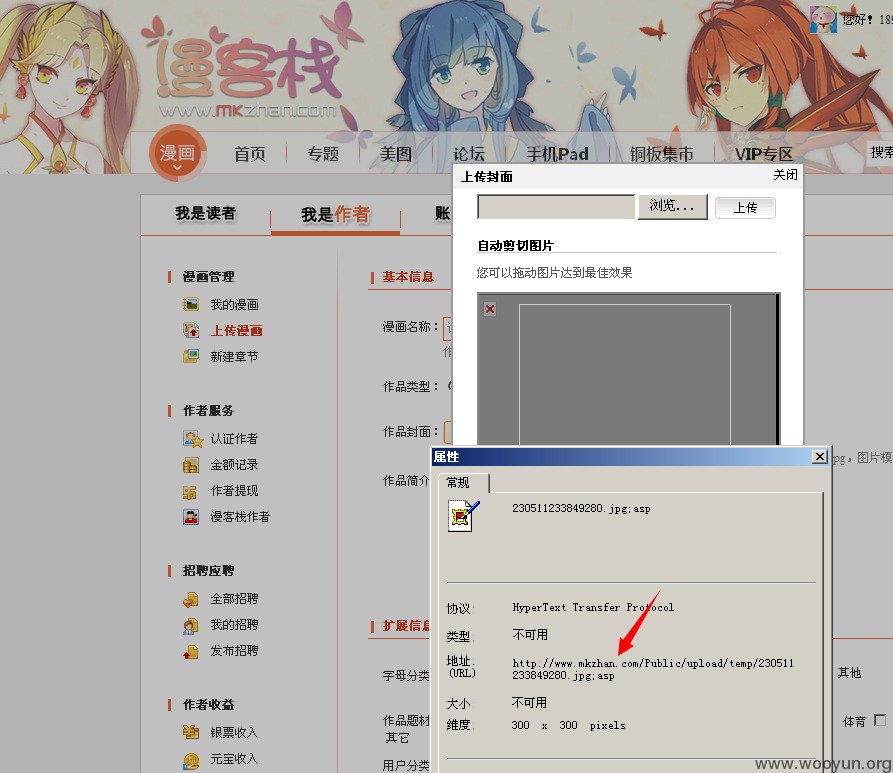 您好！189
漫客栈
www.mkzhan.com
漫画 首页 专题 美图 论坛 手机Pad 铜板集市 VIP专区 搜索
上传封面 关闭
我是读者 我是作者 账
浏览... 上传
自动剪切图片
您可以拖动图片达到最佳效果
漫画管理
我的漫画
上传漫画
新建章节
作者服务
认证作者
金额记录
作者提现
漫客栈作者
招聘应聘
全部招聘
我的招聘
发布招聘
作者收益
银票收入
元宝收入
基本信息
漫画名称：
作
作品类型：
作品封面：
pg，图片模
作品简介
扩展信息
字母分类
其他
作品题材
体育
其它
用户分类
属性
常规
230511233849280.jpg;asp
协议: HyperText Transfer Protocol
类型: 不可用
地址: http://www.mkzhan.com/Public/upload/temp/230511
(URL) 233849280.jpg;asp
大小: 不可用
维度: 300 x 300 pixels
www.wooyun.org